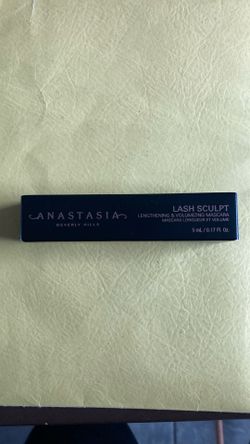 ANASTASIA
BEVERLY HILLS
LASH SCULPT
LENGTHENING & VOLUMIZING MASCARA
MASCARA LONGUEUR ET VOLUME
5 mL / 0.17 Fl. Oz.